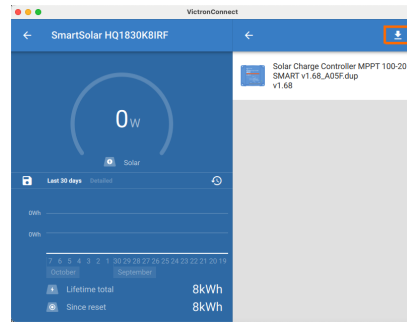 VictronConnect
SmartSolar HQ1830K8IRF
0W
Solar
Last 30 days Detailed
0Wh
0Wh
7 6 5 4 3 2 1 30 29 28 27 26 25 24 23 22 21 20 19
October September
Lifetime total 8kWh
Since reset 8kWh
Solar Charge Controller MPPT 100-20
SMART v1.68_A05F.dup
v1.68